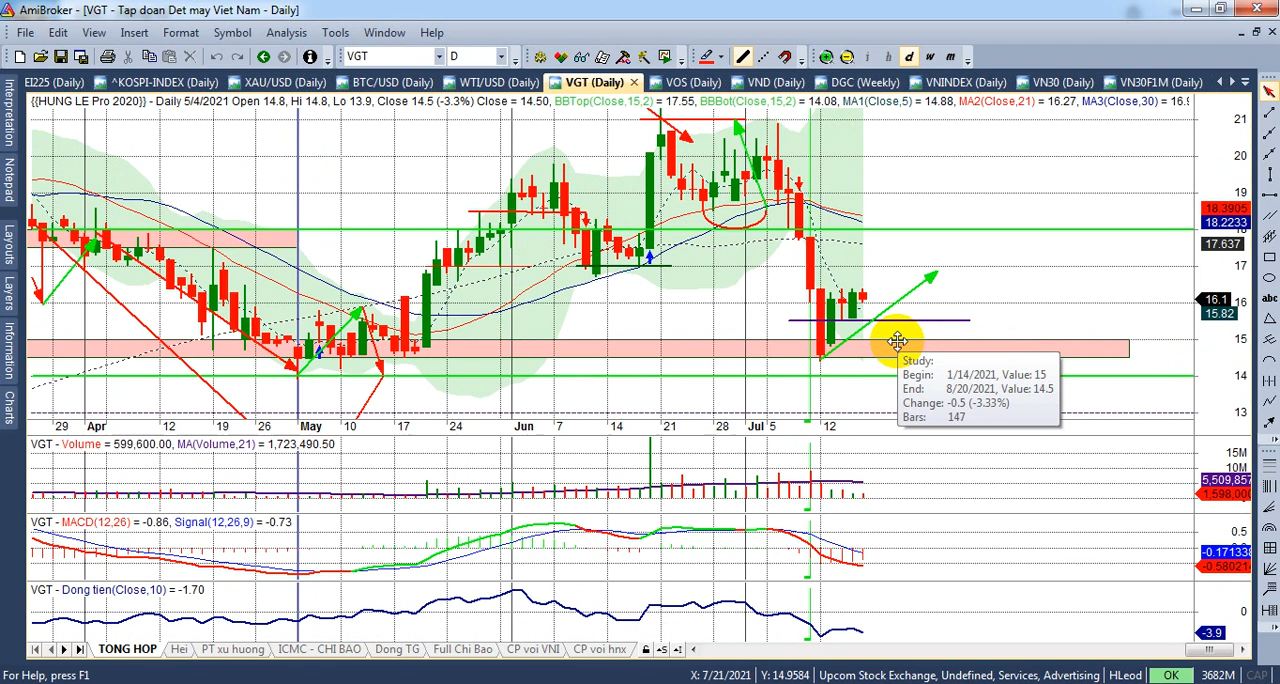 AmiBroker - [VGT - Tap doan Det may Viet Nam - Daily]
File Edit View Insert Format Symbol Analysis Tools Window Help
VGT D i h d w m
EI225 (Daily) ^KOSPI-INDEX (Daily) XAU/USD (Daily) BTC/USD (Daily) WTI/USD (Daily) VGT (Daily) VOS (Daily) VND (Daily) DGC (Weekly) VNINDEX (Daily) VN30 (Daily) VN30F1M (Daily)
Interpretation
Notepad
Layouts
Layers
Information
Charts
{{HUNG LE Pro 2020}} - Daily 5/4/2021 Open 14.8, Hi 14.8, Lo 13.9, Close 14.5 (-3.3%) Close = 14.50, BBTop(Close,15,2) = 17.55, BBBot(Close,15,2) = 14.08, MA1(Close,5) = 14.88, MA2(Close,21) = 16.27, MA3(Close,30) = 16.9
21
20
19
18.3905
18.2233
18
17.637
17
16.1
16
15.82
15
14
13
abc
Study:
Begin: 1/14/2021, Value: 15
End: 8/20/2021, Value: 14.5
Change: -0.5 (-3.33%)
Bars: 147
29 Apr 12 19 26 May 10 17 24 Jun 7 14 21 28 Jul 5 12
VGT - Volume = 599,600.00, MA(Volume,21) = 1,723,490.50
15M
10M
5,509,857
1,598,000
VGT - MACD(12,26) = -0.86, Signal(12,26,9) = -0.73
0.5
-0.171338
-0.580214
VGT - Dong tien(Close,10) = -1.70
0
-3.9
TONG HOP Hei PT xu huong ICMC - CHI BAO Dong TG Full Chi Bao CP voi VNI CP voi hnx
For Help, press F1 X: 7/21/2021 Y: 14.9584 Upcom Stock Exchange, Undefined, Services, Advertising HLeod OK 3682M CAP